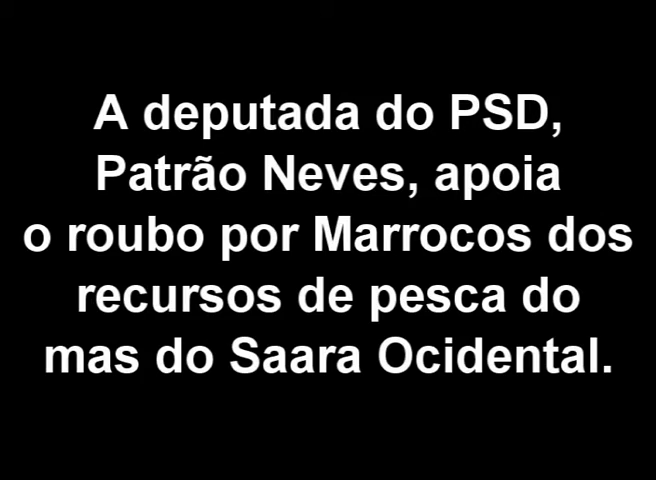 A deputada do PSD,
Patrão Neves, apoia
o roubo por Marrocos dos
recursos de pesca do
mas do Saara Ocidental.